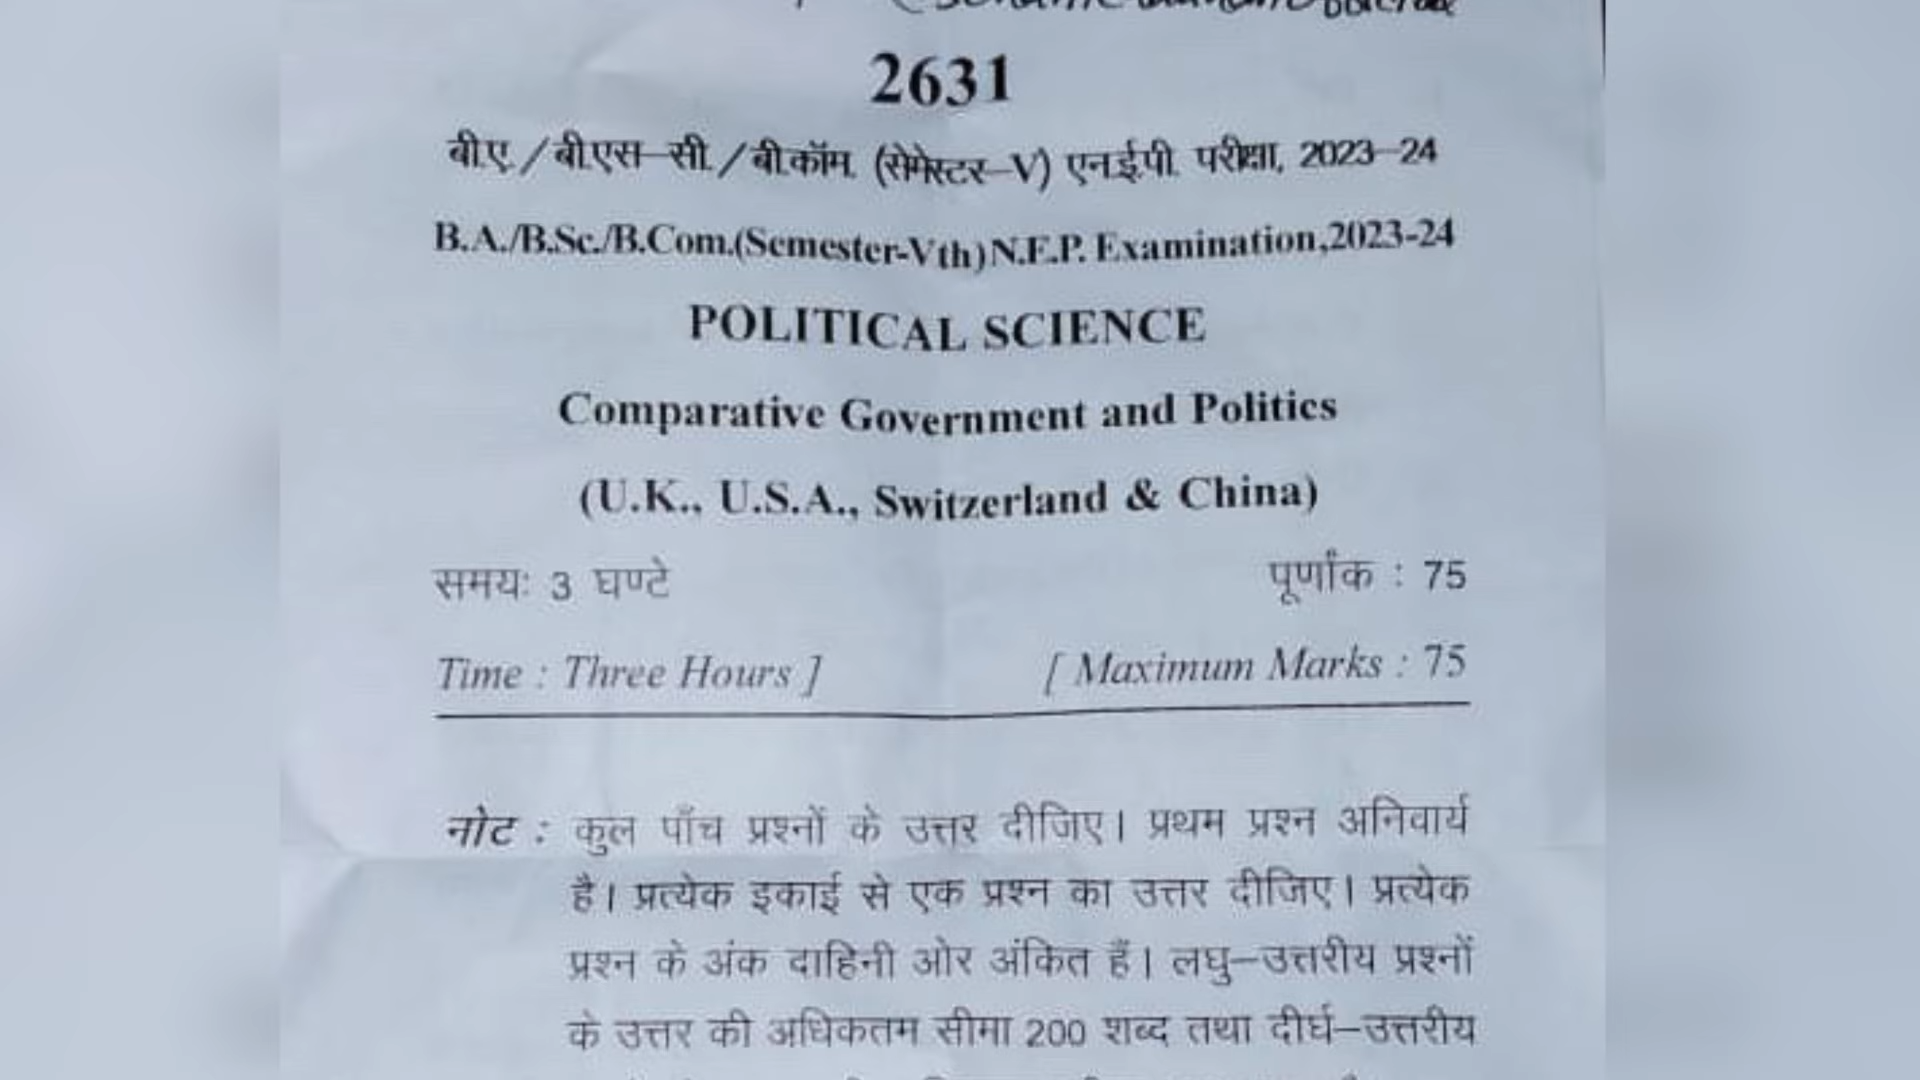 2631
बी.ए./बी.एस-सी./बी.कॉम. (सेमेस्टर-V) एन.ई.पी. परीक्षा, 2023-24
B.A./B.Sc./B.Com.(Semester-Vth) N.E.P. Examination,2023-24
POLITICAL SCIENCE
Comparative Government and Politics
(U.K., U.S.A., Switzerland & China)
समयः 3 घण्टे पूर्णांक : 75
Time : Three Hours ] [ Maximum Marks : 75
नोट : कुल पाँच प्रश्नों के उत्तर दीजिए। प्रथम प्रश्न अनिवार्य
है। प्रत्येक इकाई से एक प्रश्न का उत्तर दीजिए। प्रत्येक
प्रश्न के अंक दाहिनी ओर अंकित हैं। लघु-उत्तरीय प्रश्नों
के उत्तर की अधिकतम सीमा 200 शब्द तथा दीर्घ-उत्तरीय